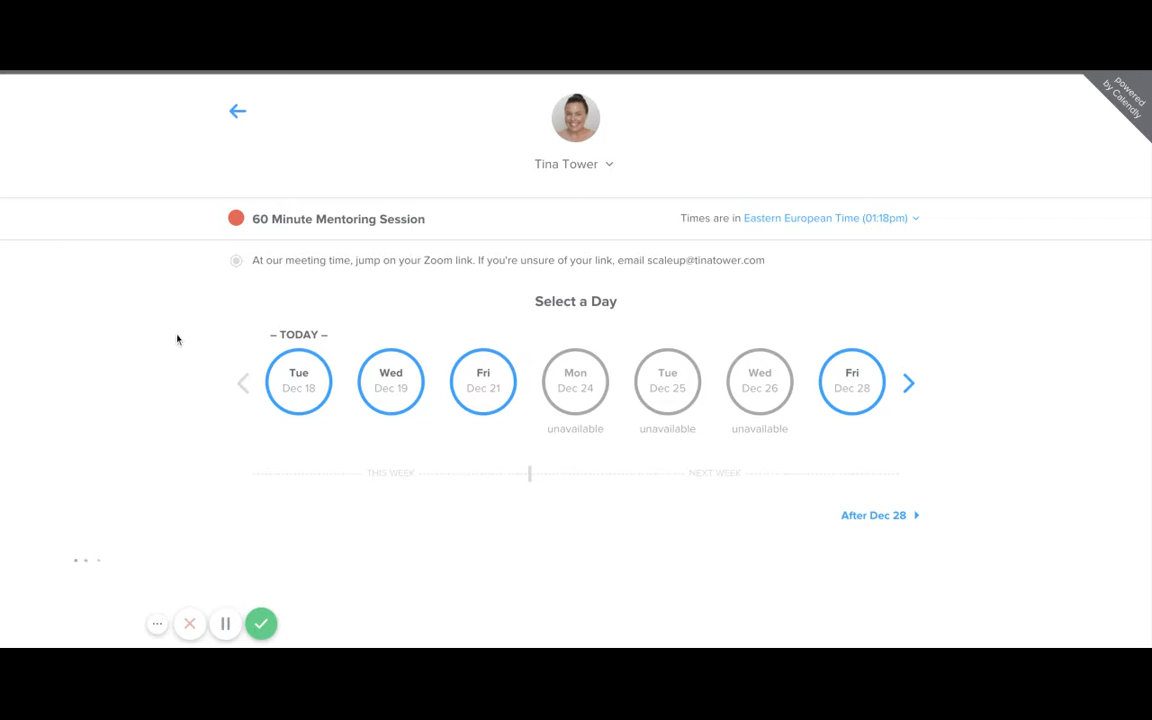 powered
by Calendly
Tina Tower
60 Minute Mentoring Session
Times are in Eastern European Time (01:18pm)
At our meeting time, jump on your Zoom link. If you're unsure of your link, email scaleup@tinatower.com
Select a Day
– TODAY –
Tue
Dec 18
Wed
Dec 19
Fri
Dec 21
Mon
Dec 24
unavailable
Tue
Dec 25
unavailable
Wed
Dec 26
unavailable
Fri
Dec 28
THIS WEEK
NEXT WEEK
After Dec 28